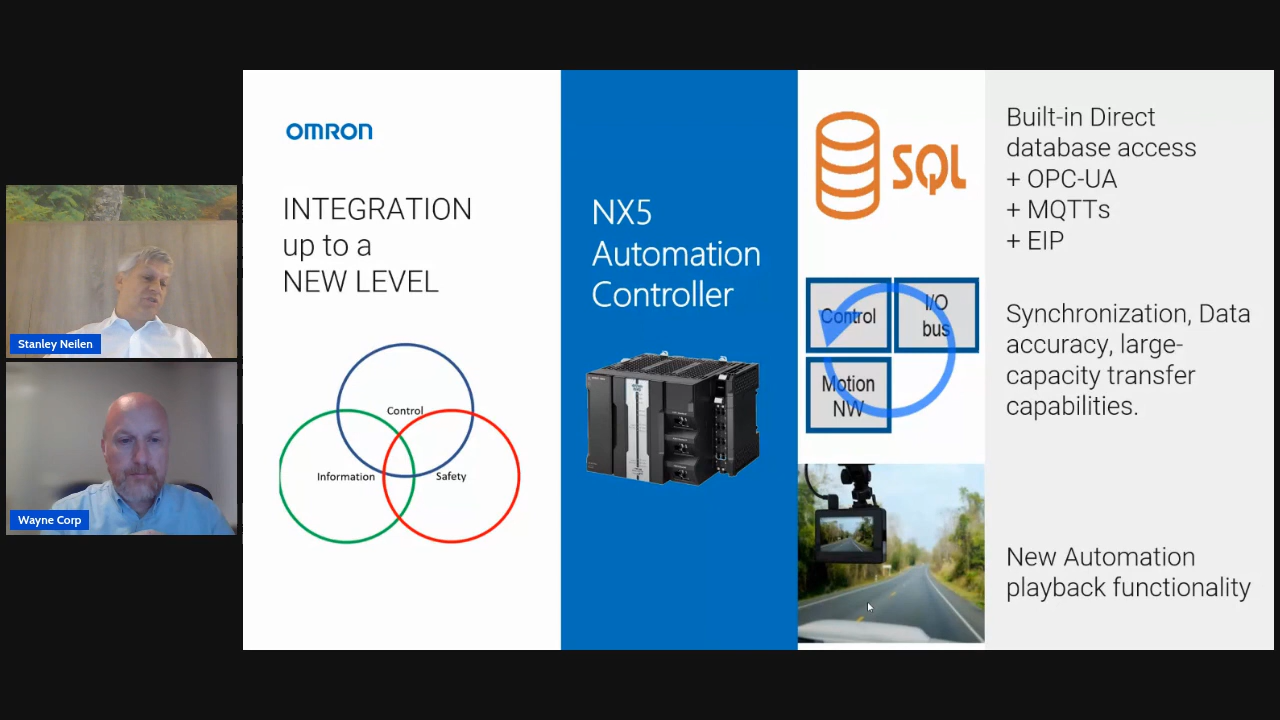 OMRON
INTEGRATION
up to a
NEW LEVEL
Control
Information
Safety
NX5
Automation
Controller
SQL
Control
I/O
bus
Motion
NW
Built-in Direct
database access
+ OPC-UA
+ MQTTs
+ EIP
Synchronization, Data
accuracy, large-
capacity transfer
capabilities.
New Automation
playback functionality
Stanley Neilen
Wayne Corp